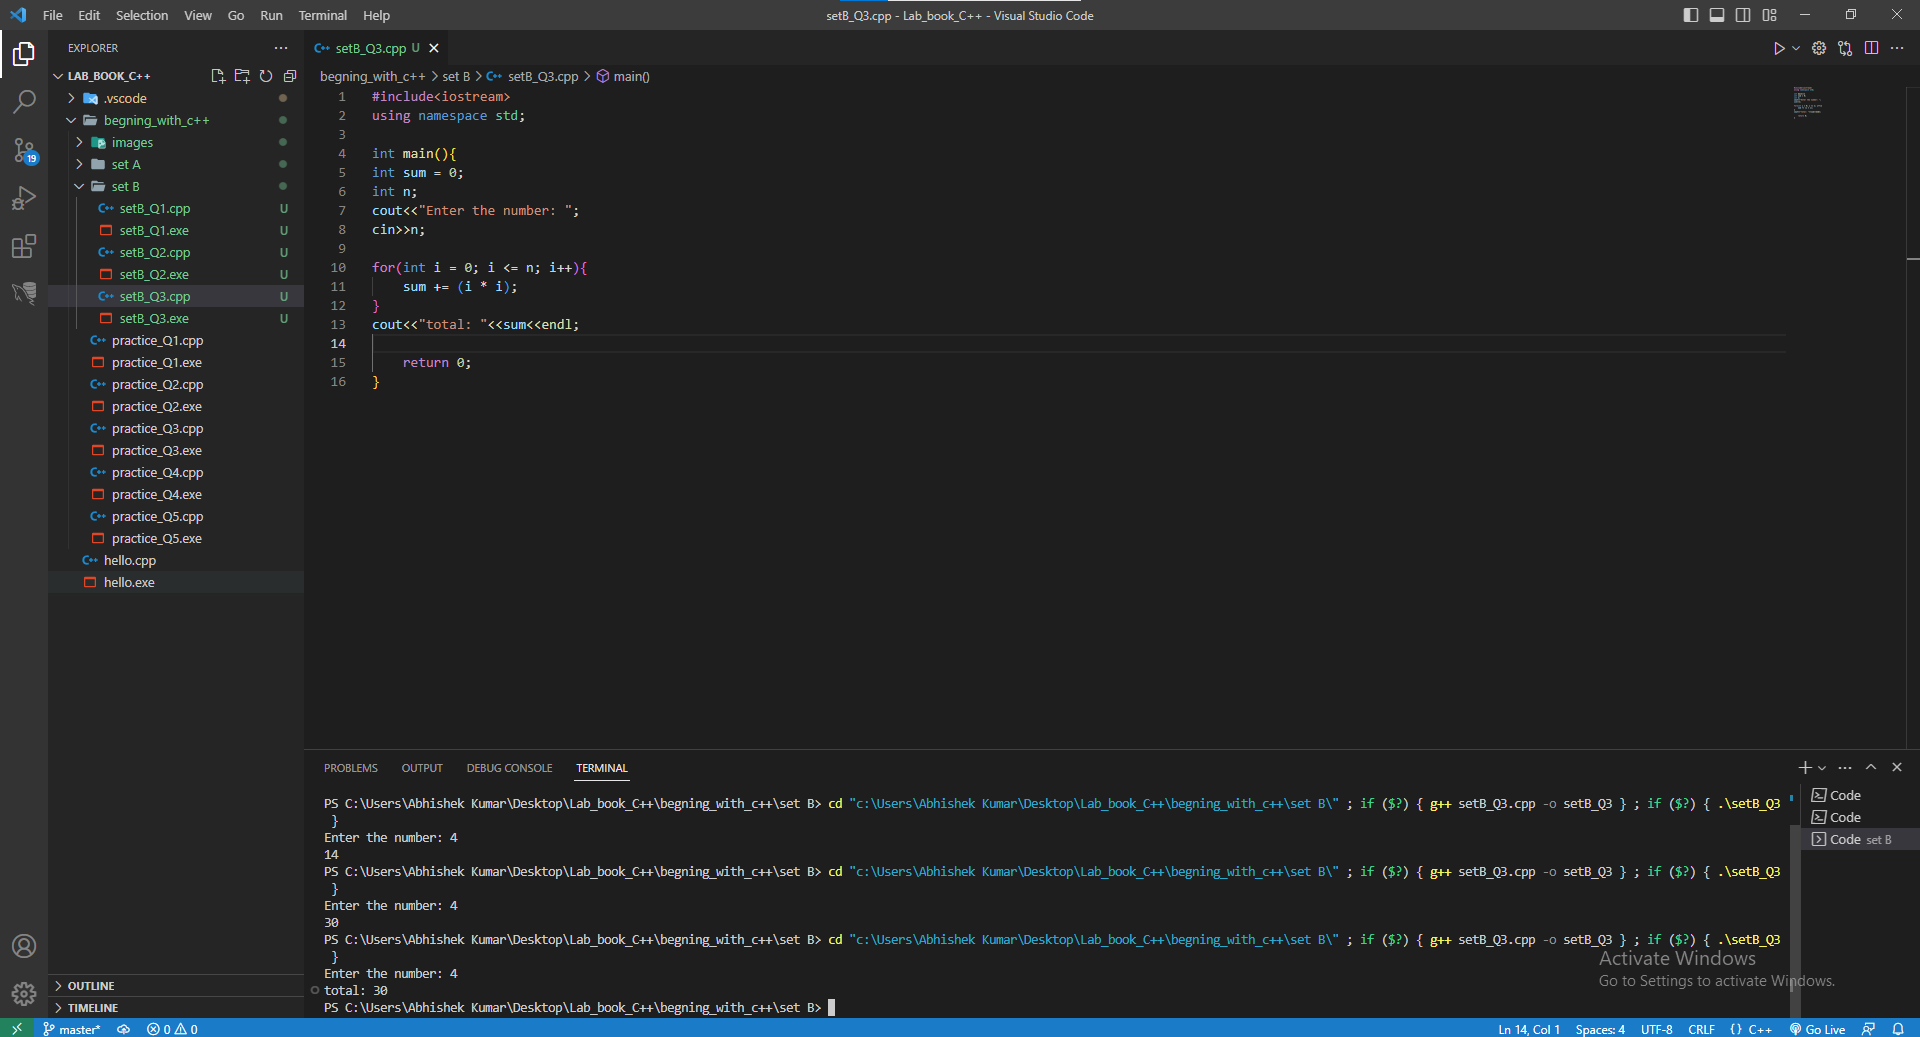 File Edit Selection View Go Run Terminal Help
setB_Q3.cpp - Lab_book_C++ - Visual Studio Code
EXPLORER
LAB_BOOK_C++
.vscode
begning_with_c++
images
set A
set B
setB_Q1.cpp U
setB_Q1.exe U
setB_Q2.cpp U
setB_Q2.exe U
setB_Q3.cpp U
setB_Q3.exe U
practice_Q1.cpp
practice_Q1.exe
practice_Q2.cpp
practice_Q2.exe
practice_Q3.cpp
practice_Q3.exe
practice_Q4.cpp
practice_Q4.exe
practice_Q5.cpp
practice_Q5.exe
hello.cpp
hello.exe
OUTLINE
TIMELINE
19
setB_Q3.cpp U
begning_with_c++ > set B > setB_Q3.cpp > main()
1 #include<iostream>
2 using namespace std;
3
4 int main(){
5 int sum = 0;
6 int n;
7 cout<<"Enter the number: ";
8 cin>>n;
9
10 for(int i = 0; i <= n; i++){
11 sum += (i * i);
12 }
13 cout<<"total: "<<sum<<endl;
14
15 return 0;
16 }
PROBLEMS OUTPUT DEBUG CONSOLE TERMINAL
PS C:\Users\Abhishek Kumar\Desktop\Lab_book_C++\begning_with_c++\set B> cd "c:\Users\Abhishek Kumar\Desktop\Lab_book_C++\begning_with_c++\set B\" ; if ($?) { g++ setB_Q3.cpp -o setB_Q3 } ; if ($?) { .\setB_Q3
}
Enter the number: 4
14
PS C:\Users\Abhishek Kumar\Desktop\Lab_book_C++\begning_with_c++\set B> cd "c:\Users\Abhishek Kumar\Desktop\Lab_book_C++\begning_with_c++\set B\" ; if ($?) { g++ setB_Q3.cpp -o setB_Q3 } ; if ($?) { .\setB_Q3
}
Enter the number: 4
30
PS C:\Users\Abhishek Kumar\Desktop\Lab_book_C++\begning_with_c++\set B> cd "c:\Users\Abhishek Kumar\Desktop\Lab_book_C++\begning_with_c++\set B\" ; if ($?) { g++ setB_Q3.cpp -o setB_Q3 } ; if ($?) { .\setB_Q3
}
Enter the number: 4
total: 30
PS C:\Users\Abhishek Kumar\Desktop\Lab_book_C++\begning_with_c++\set B>
Code
Code
Code set B
Activate Windows
Go to Settings to activate Windows.
master* 0 0
Ln 14, Col 1 Spaces: 4 UTF-8 CRLF {} C++ Go Live